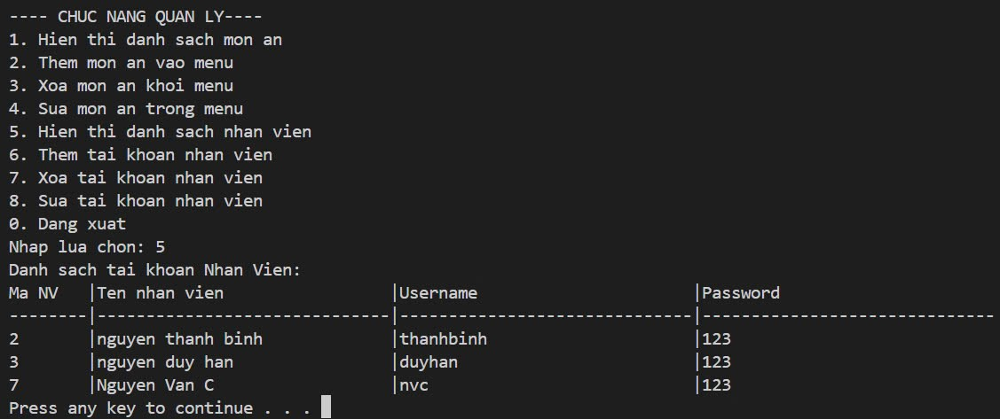 ---- CHUC NANG QUAN LY----
1. Hien thi danh sach mon an
2. Them mon an vao menu
3. Xoa mon an khoi menu
4. Sua mon an trong menu
5. Hien thi danh sach nhan vien
6. Them tai khoan nhan vien
7. Xoa tai khoan nhan vien
8. Sua tai khoan nhan vien
0. Dang xuat
Nhap lua chon: 5
Danh sach tai khoan Nhan Vien:
Ma NV   |Ten nhan vien                 |Username                      |Password
--------|------------------------------|------------------------------|------------------------------
2       |nguyen thanh binh             |thanhbinh                     |123
3       |nguyen duy han                |duyhan                        |123
7       |Nguyen Van C                  |nvc                           |123
Press any key to continue . . .